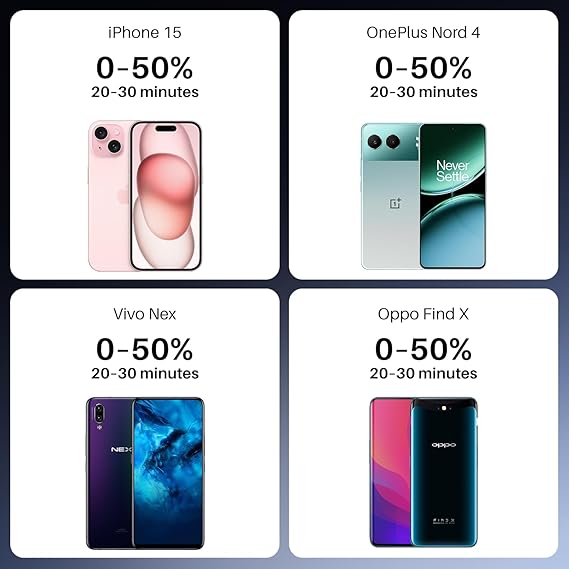 iPhone 15
0-50%
20-30 minutes
OnePlus Nord 4
0-50%
20-30 minutes
Never
Settle
Vivo Nex
0-50%
20-30 minutes
NEX
Oppo Find X
0-50%
20-30 minutes
oppo
FIND X